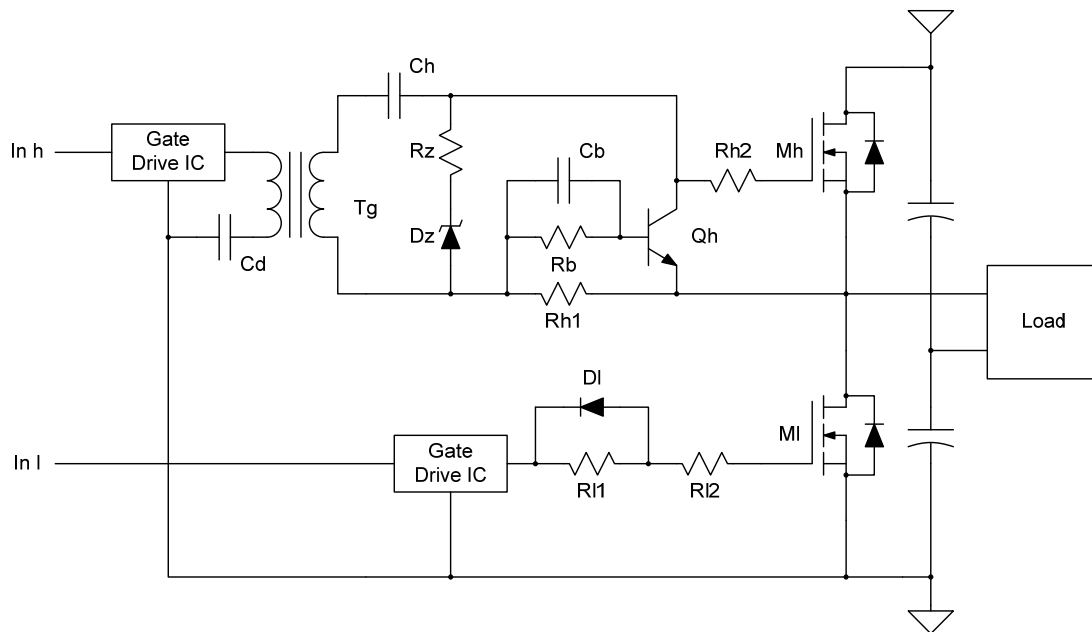 Ch
In h
Gate
Drive IC
Rz
Cb
Rh2
Mh
Tg
Dz
Qh
Cd
Rb
Rh1
Load
Dl
Ml
In l
Gate
Drive IC
Rl1
Rl2